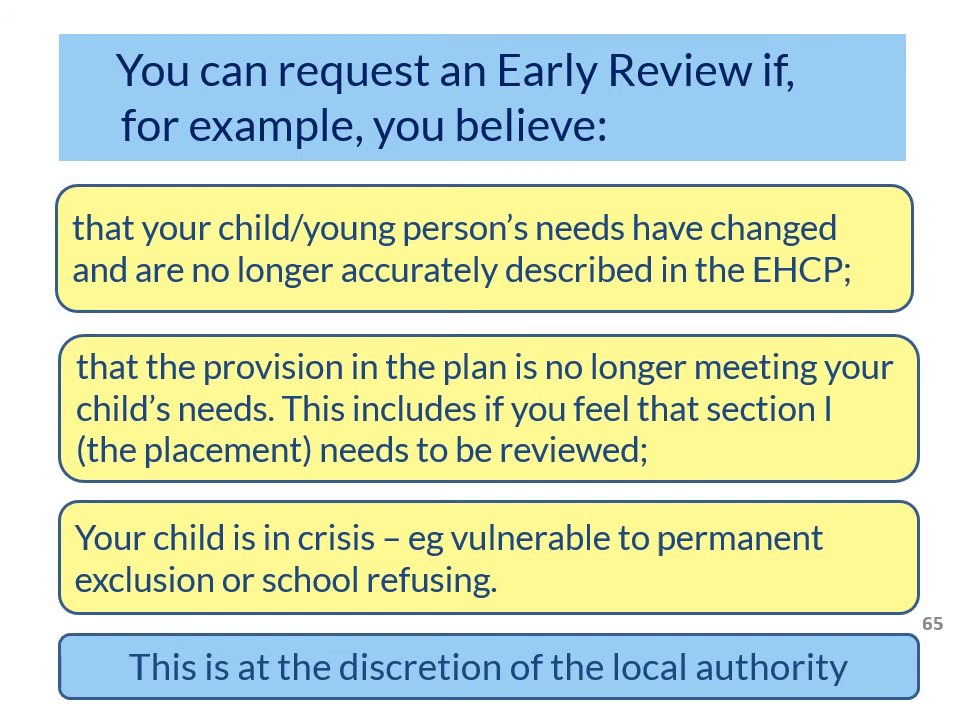 You can request an Early Review if,
for example, you believe:
that your child/young person’s needs have changed
and are no longer accurately described in the EHCP;
that the provision in the plan is no longer meeting your
child’s needs. This includes if you feel that section I
(the placement) needs to be reviewed;
Your child is in crisis – eg vulnerable to permanent
exclusion or school refusing.
65
This is at the discretion of the local authority